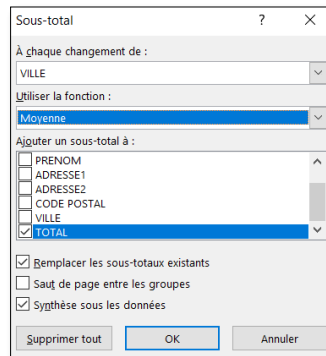 Sous-total ? ×
À chaque changement de :
VILLE
Utiliser la fonction :
Moyenne
Ajouter un sous-total à :
PRENOM
ADRESSE1
ADRESSE2
CODE POSTAL
VILLE
TOTAL
Remplacer les sous-totaux existants
Saut de page entre les groupes
Synthèse sous les données
Supprimer tout OK Annuler